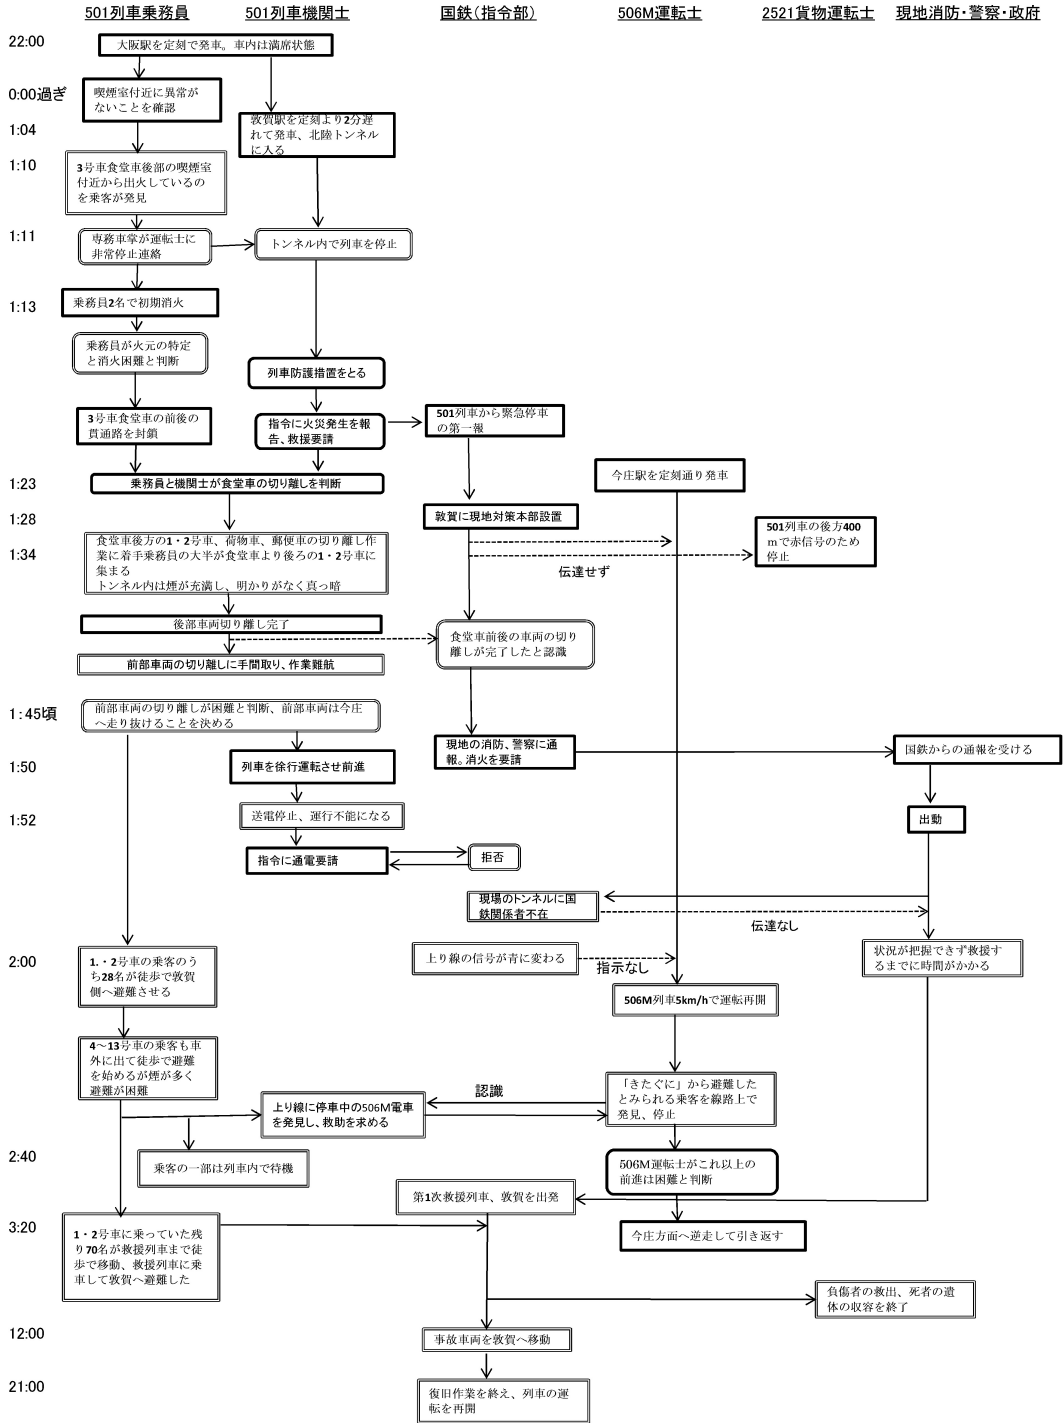 501列車乗務員
501列車機関士
国鉄(指令部)
506M運転士
2521貨物運転士
現地消防・警察・政府
22:00
大阪駅を定刻で発車。車内は満席状態
0:00過ぎ
喫煙室付近に異常が
ないことを確認
1:04
敦賀駅を定刻より2分遅
れて発車、北陸トンネル
に入る
1:10
3号車食堂車後部の喫煙室
付近から出火しているの
を乗客が発見
1:11
専務車掌が運転士に
非常停止連絡
トンネル内で列車を停止
1:13
乗務員2名で初期消火
乗務員が火元の特定
と消火困難と判断
列車防護措置をとる
3号車食堂車の前後の
貫通路を封鎖
指令に火災発生を報
告、救援要請
501列車から緊急停車
の第一報
1:23
乗務員と機関士が食堂車の切り離しを判断
今庄駅を定刻通り発車
1:28
敦賀に現地対策本部設置
501列車の後方400
mで赤信号のため
停止
1:34
食堂車後方の1・2号車、荷物車、郵便車の切り離し作
業に着手乗務員の大半が食堂車より後ろの1・2号車に
集まる
トンネル内は煙が充満し、明かりがなく真っ暗
伝達せず
後部車両切り離し完了
食堂車前後の車両の切り
離しが完了したと認識
前部車両の切り離しに手間取り、作業難航
1:45頃
前部車両の切り離しが困難と判断、前部車両は今庄
へ走り抜けることを決める
現地の消防、警察に通
報。消火を要請
国鉄からの通報を受ける
1:50
列車を徐行運転させ前進
1:52
送電停止、運行不能になる
出動
指令に通電要請
拒否
現場のトンネルに国
鉄関係者不在
伝達なし
2:00
1.・2号車の乗客のう
ち28名が徒歩で敦賀
側へ避難させる
上り線の信号が青に変わる
指示なし
状況が把握できず救援す
るまでに時間がかかる
506M列車5km/hで運転再開
4~13号車の乗客も車
外に出て徒歩で避難
を始めるが煙が多く
避難が困難
上り線に停車中の506M電車
を発見し、救助を求める
認識
「きたぐに」から避難した
とみられる乗客を線路上で
発見、停止
2:40
乗客の一部は列車内で待機
506M運転士がこれ以上の
前進は困難と判断
第1次救援列車、敦賀を出発
3:20
1・2号車に乗っていた残
り70名が救援列車まで徒
歩で移動、救援列車に乗
車して敦賀へ避難した
今庄方面へ逆走して引き返す
負傷者の救出、死者の遺
体の収容を終了
12:00
事故車両を敦賀へ移動
21:00
復旧作業を終え、列車の運
転を再開